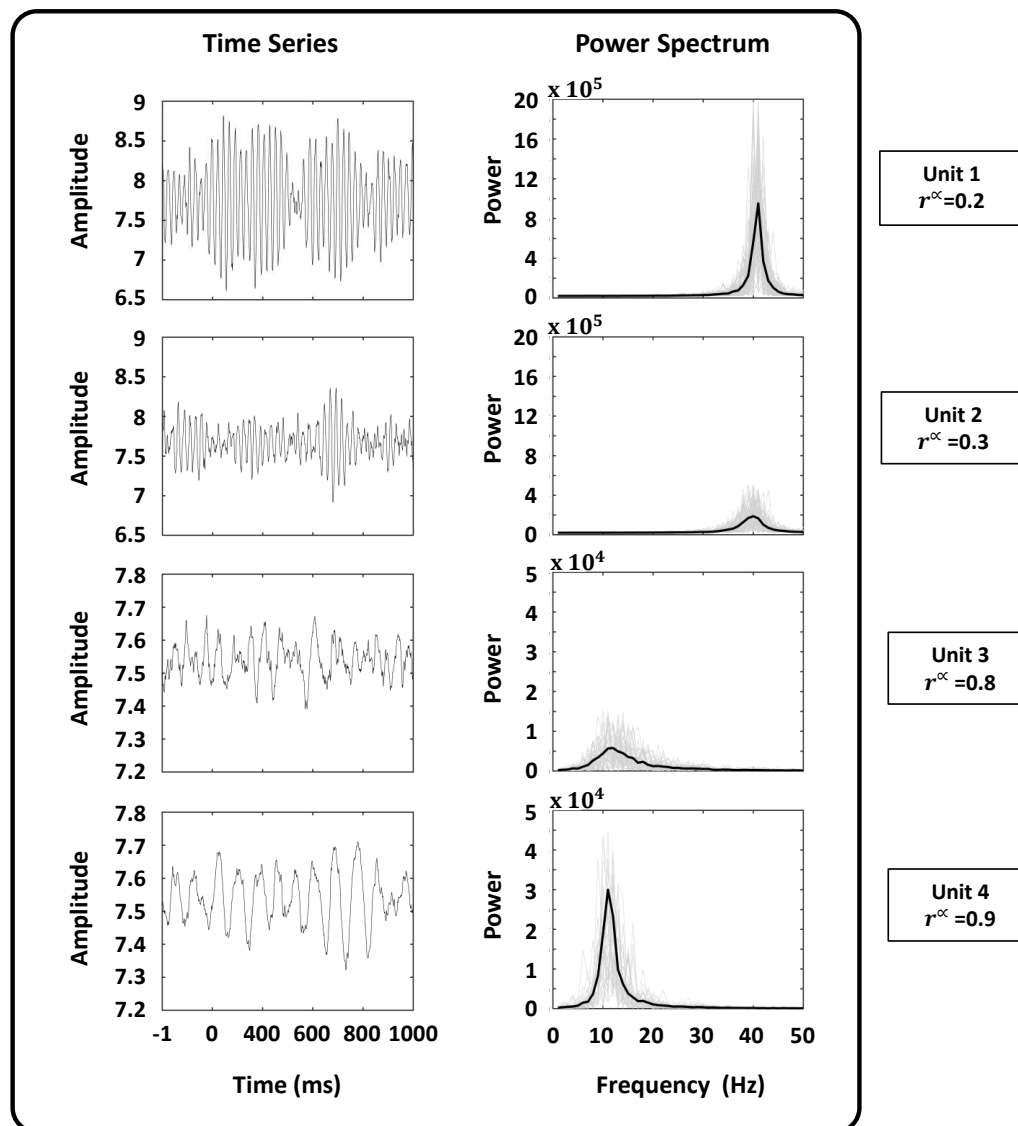 Time Series
Power Spectrum
Amplitude
9
8.5
8
7.5
7
6.5
Power
x 10^5
20
16
12
8
4
0
Unit 1
r^∝=0.2
Amplitude
9
8.5
8
7.5
7
6.5
Power
x 10^5
20
16
12
8
4
0
Unit 2
r^∝ =0.3
Amplitude
7.8
7.7
7.6
7.5
7.4
7.3
7.2
Power
x 10^4
5
4
3
2
1
0
Unit 3
r^∝ =0.8
Amplitude
7.8
7.7
7.6
7.5
7.4
7.3
7.2
-1 0 400 600 1000
Time (ms)
Power
x 10^4
5
4
3
2
1
0
0 10 20 30 40 50
Frequency (Hz)
Unit 4
r^∝ =0.9